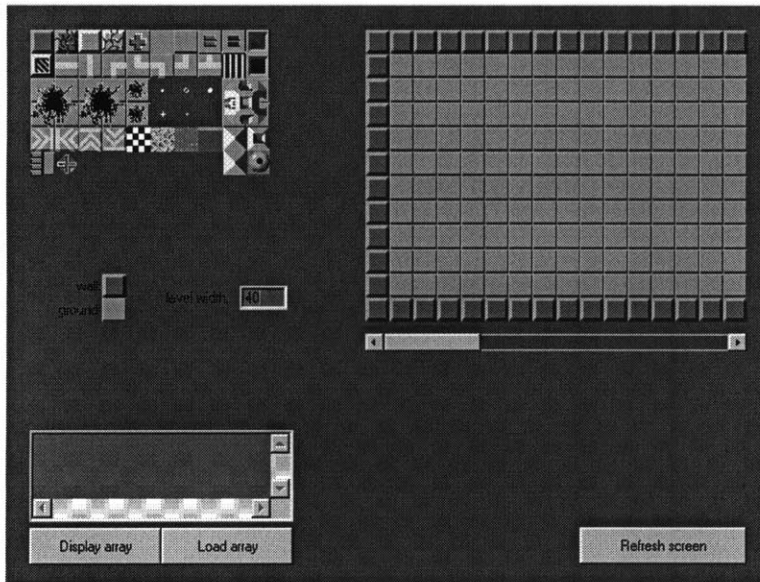 wall
ground
level width,
40
Display array
Load array
Refresh screen